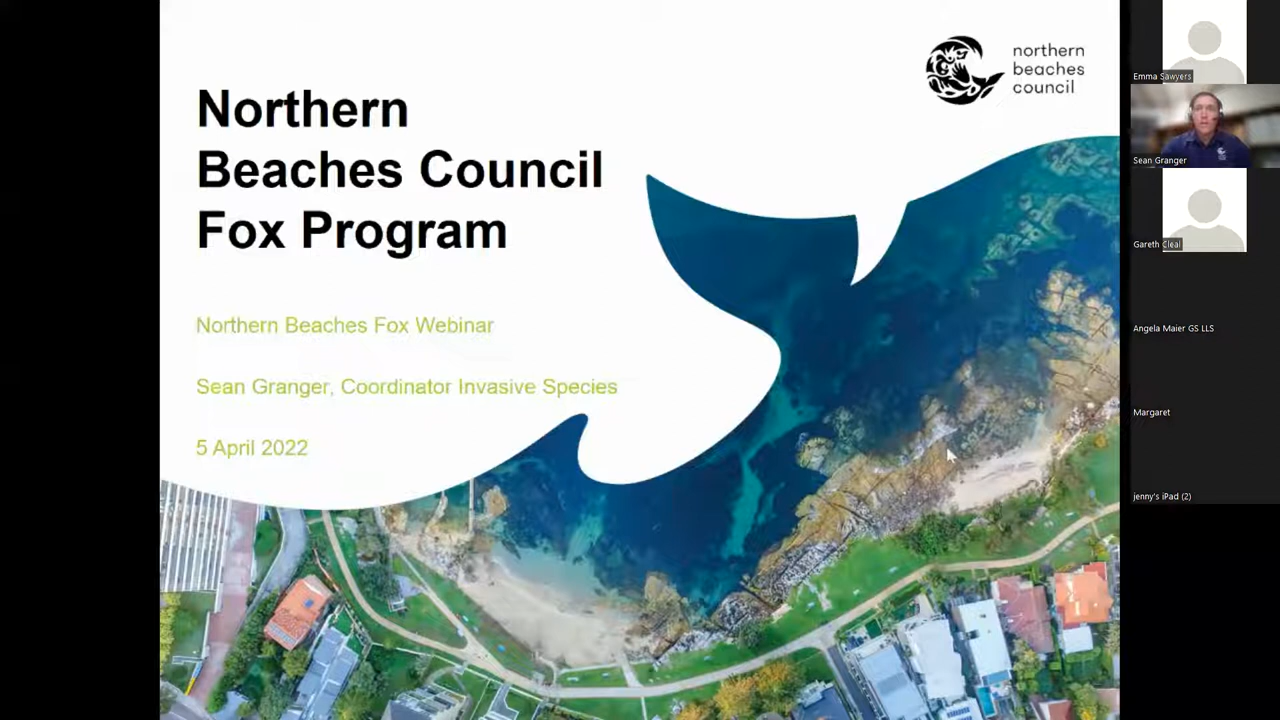 northern
beaches
council
Northern
Beaches Council
Fox Program
Northern Beaches Fox Webinar
Sean Granger, Coordinator Invasive Species
5 April 2022
Emma Sawyers
Sean Granger
Gareth Cleal
Angela Maier GS LLS
Margaret
jenny's iPad (2)